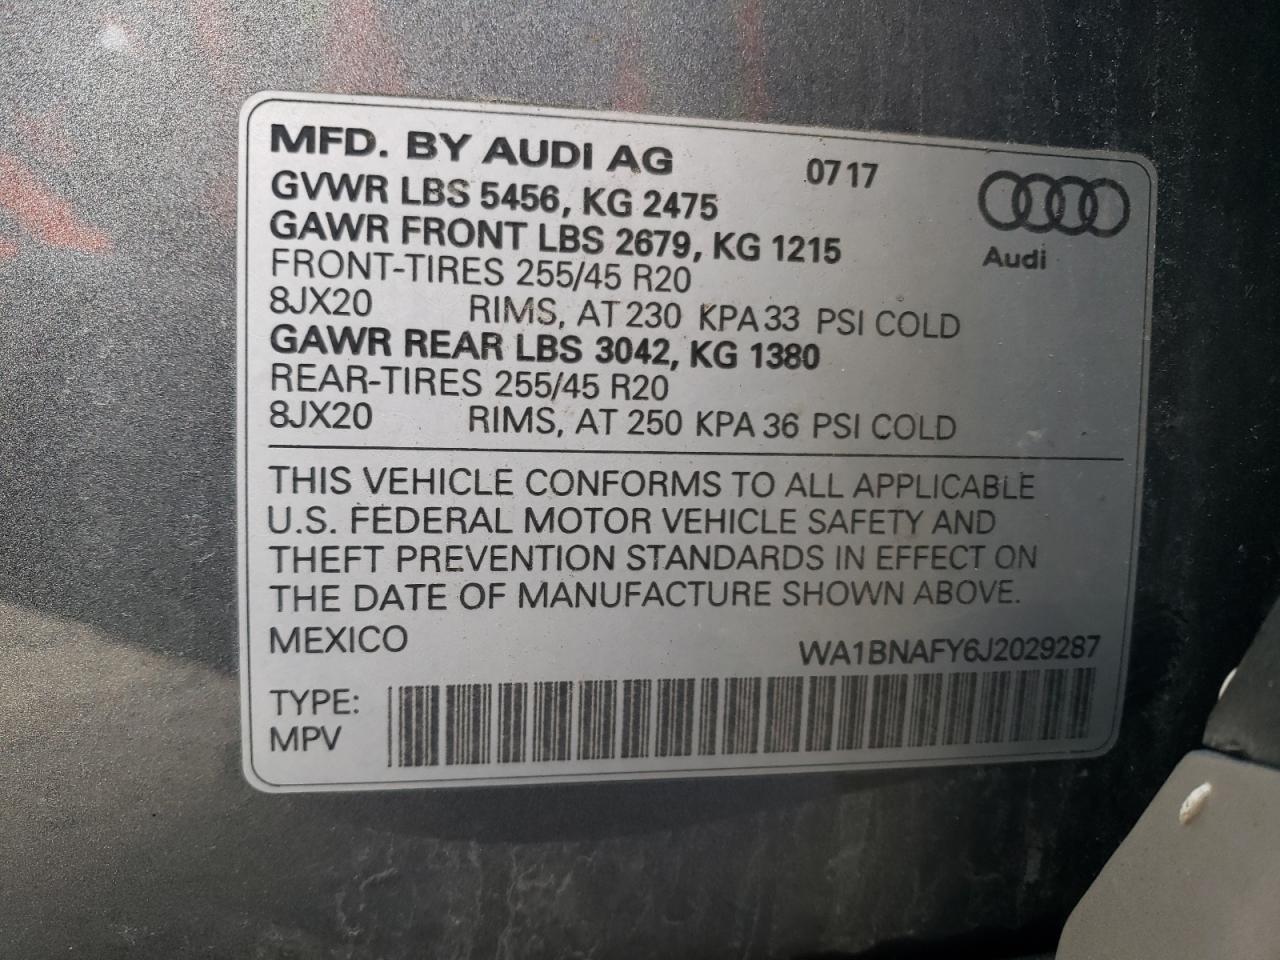 MFD. BY AUDI AG 0717
GVWR LBS 5456, KG 2475
GAWR FRONT LBS 2679, KG 1215
Audi
FRONT-TIRES 255/45 R20
8JX20 RIMS, AT 230 KPA 33 PSI COLD
GAWR REAR LBS 3042, KG 1380
REAR-TIRES 255/45 R20
8JX20 RIMS, AT 250 KPA 36 PSI COLD
THIS VEHICLE CONFORMS TO ALL APPLICABLE
U.S. FEDERAL MOTOR VEHICLE SAFETY AND
THEFT PREVENTION STANDARDS IN EFFECT ON
THE DATE OF MANUFACTURE SHOWN ABOVE.
MEXICO WA1BNAFY6J2029287
TYPE:
MPV